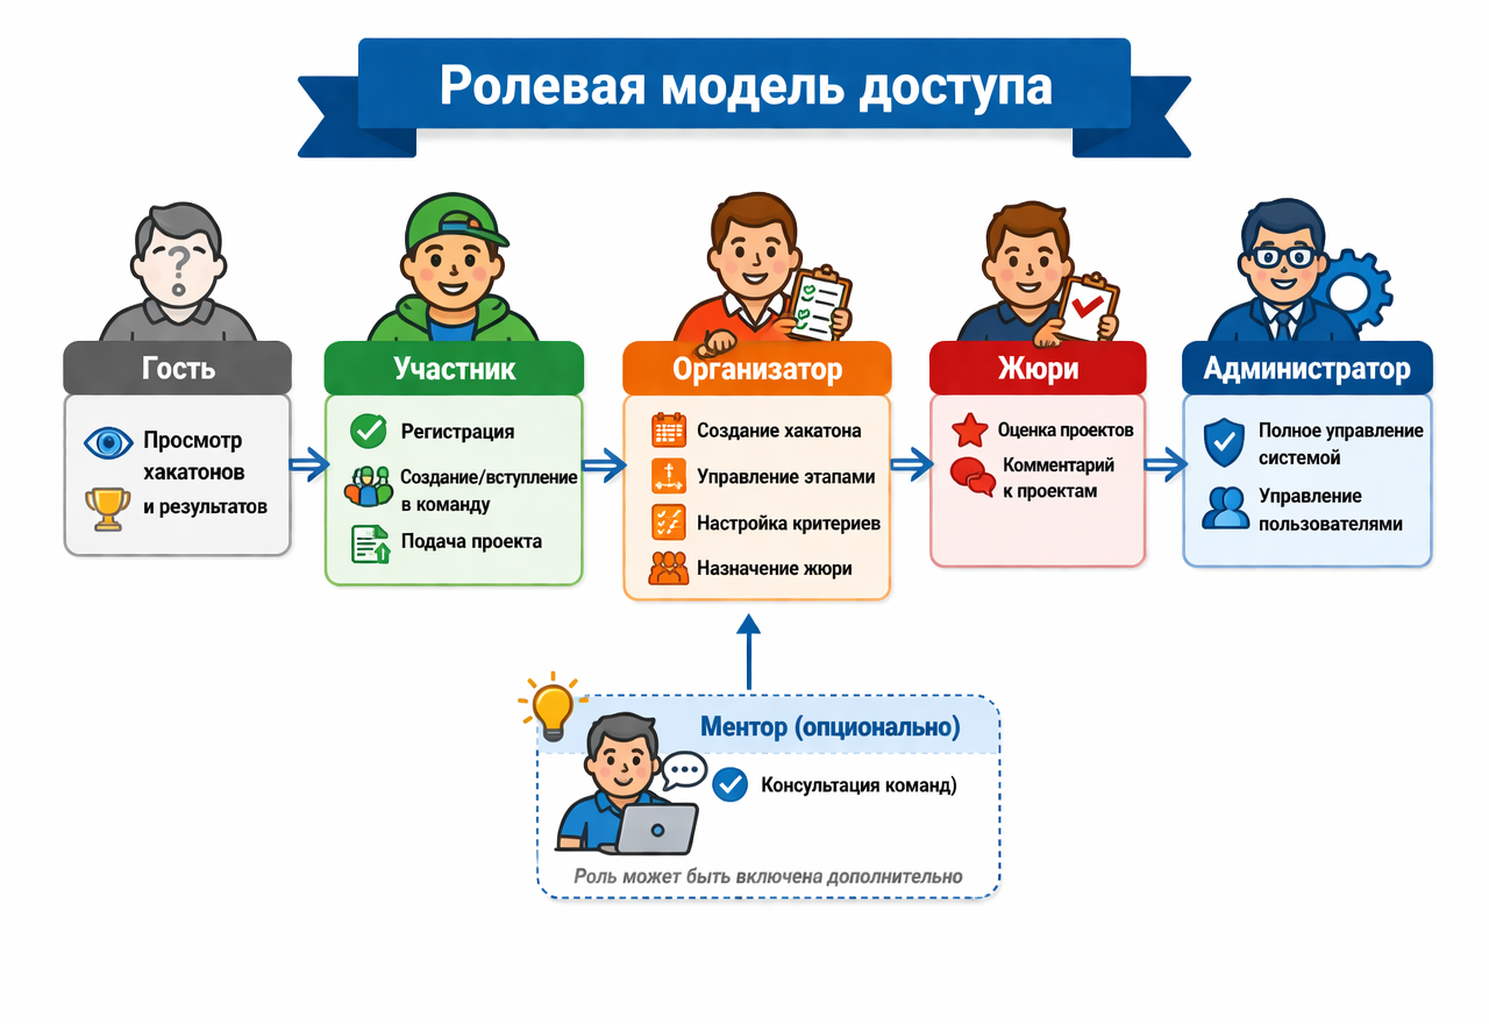 Ролевая модель доступа
Гость
Просмотр
хакатонов
и результатов
Участник
Регистрация
Создание/вступление
в команду
Подача проекта
Организатор
Создание хакатона
Управление этапами
Настройка критериев
Назначение жюри
Жюри
Оценка проектов
Комментарий
к проектам
Администратор
Полное управление
системой
Управление
пользователями
Ментор (опционально)
Консультация команд)
Роль может быть включена дополнительно